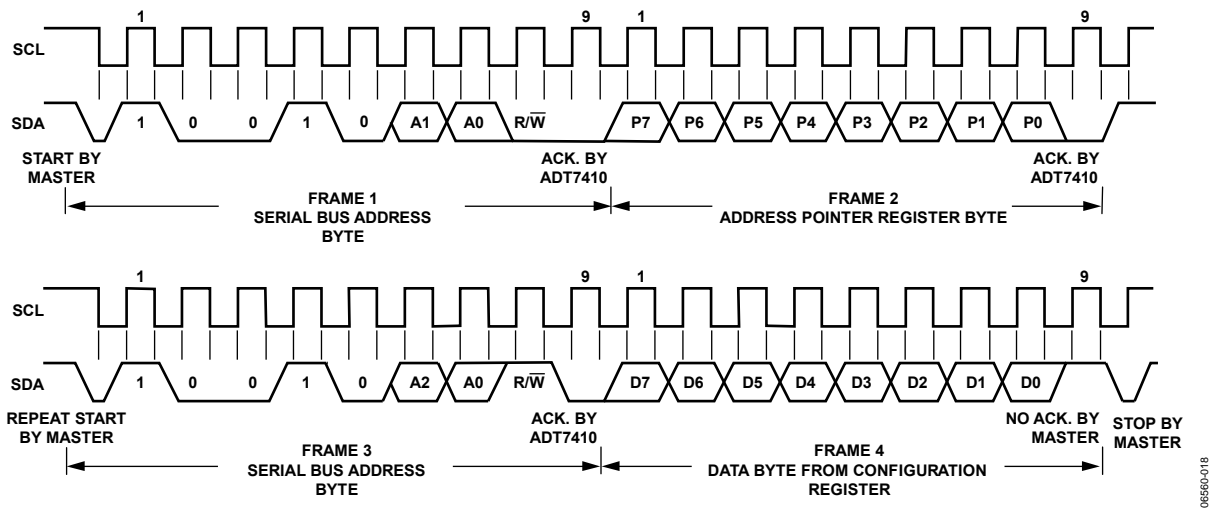 1 9 1 9
SCL
SDA 1 0 0 1 0 A1 A0 R/W̅ P7 P6 P5 P4 P3 P2 P1 P0
START BY
MASTER
ACK. BY
ADT7410
ACK. BY
ADT7410
FRAME 1
SERIAL BUS ADDRESS
BYTE
FRAME 2
ADDRESS POINTER REGISTER BYTE
1 9 1 9
SCL
SDA 1 0 0 1 0 A2 A0 R/W̅ D7 D6 D5 D4 D3 D2 D1 D0
REPEAT START
BY MASTER
ACK. BY
ADT7410
NO ACK. BY
MASTER
STOP BY
MASTER
FRAME 3
SERIAL BUS ADDRESS
BYTE
FRAME 4
DATA BYTE FROM CONFIGURATION
REGISTER
06560-018